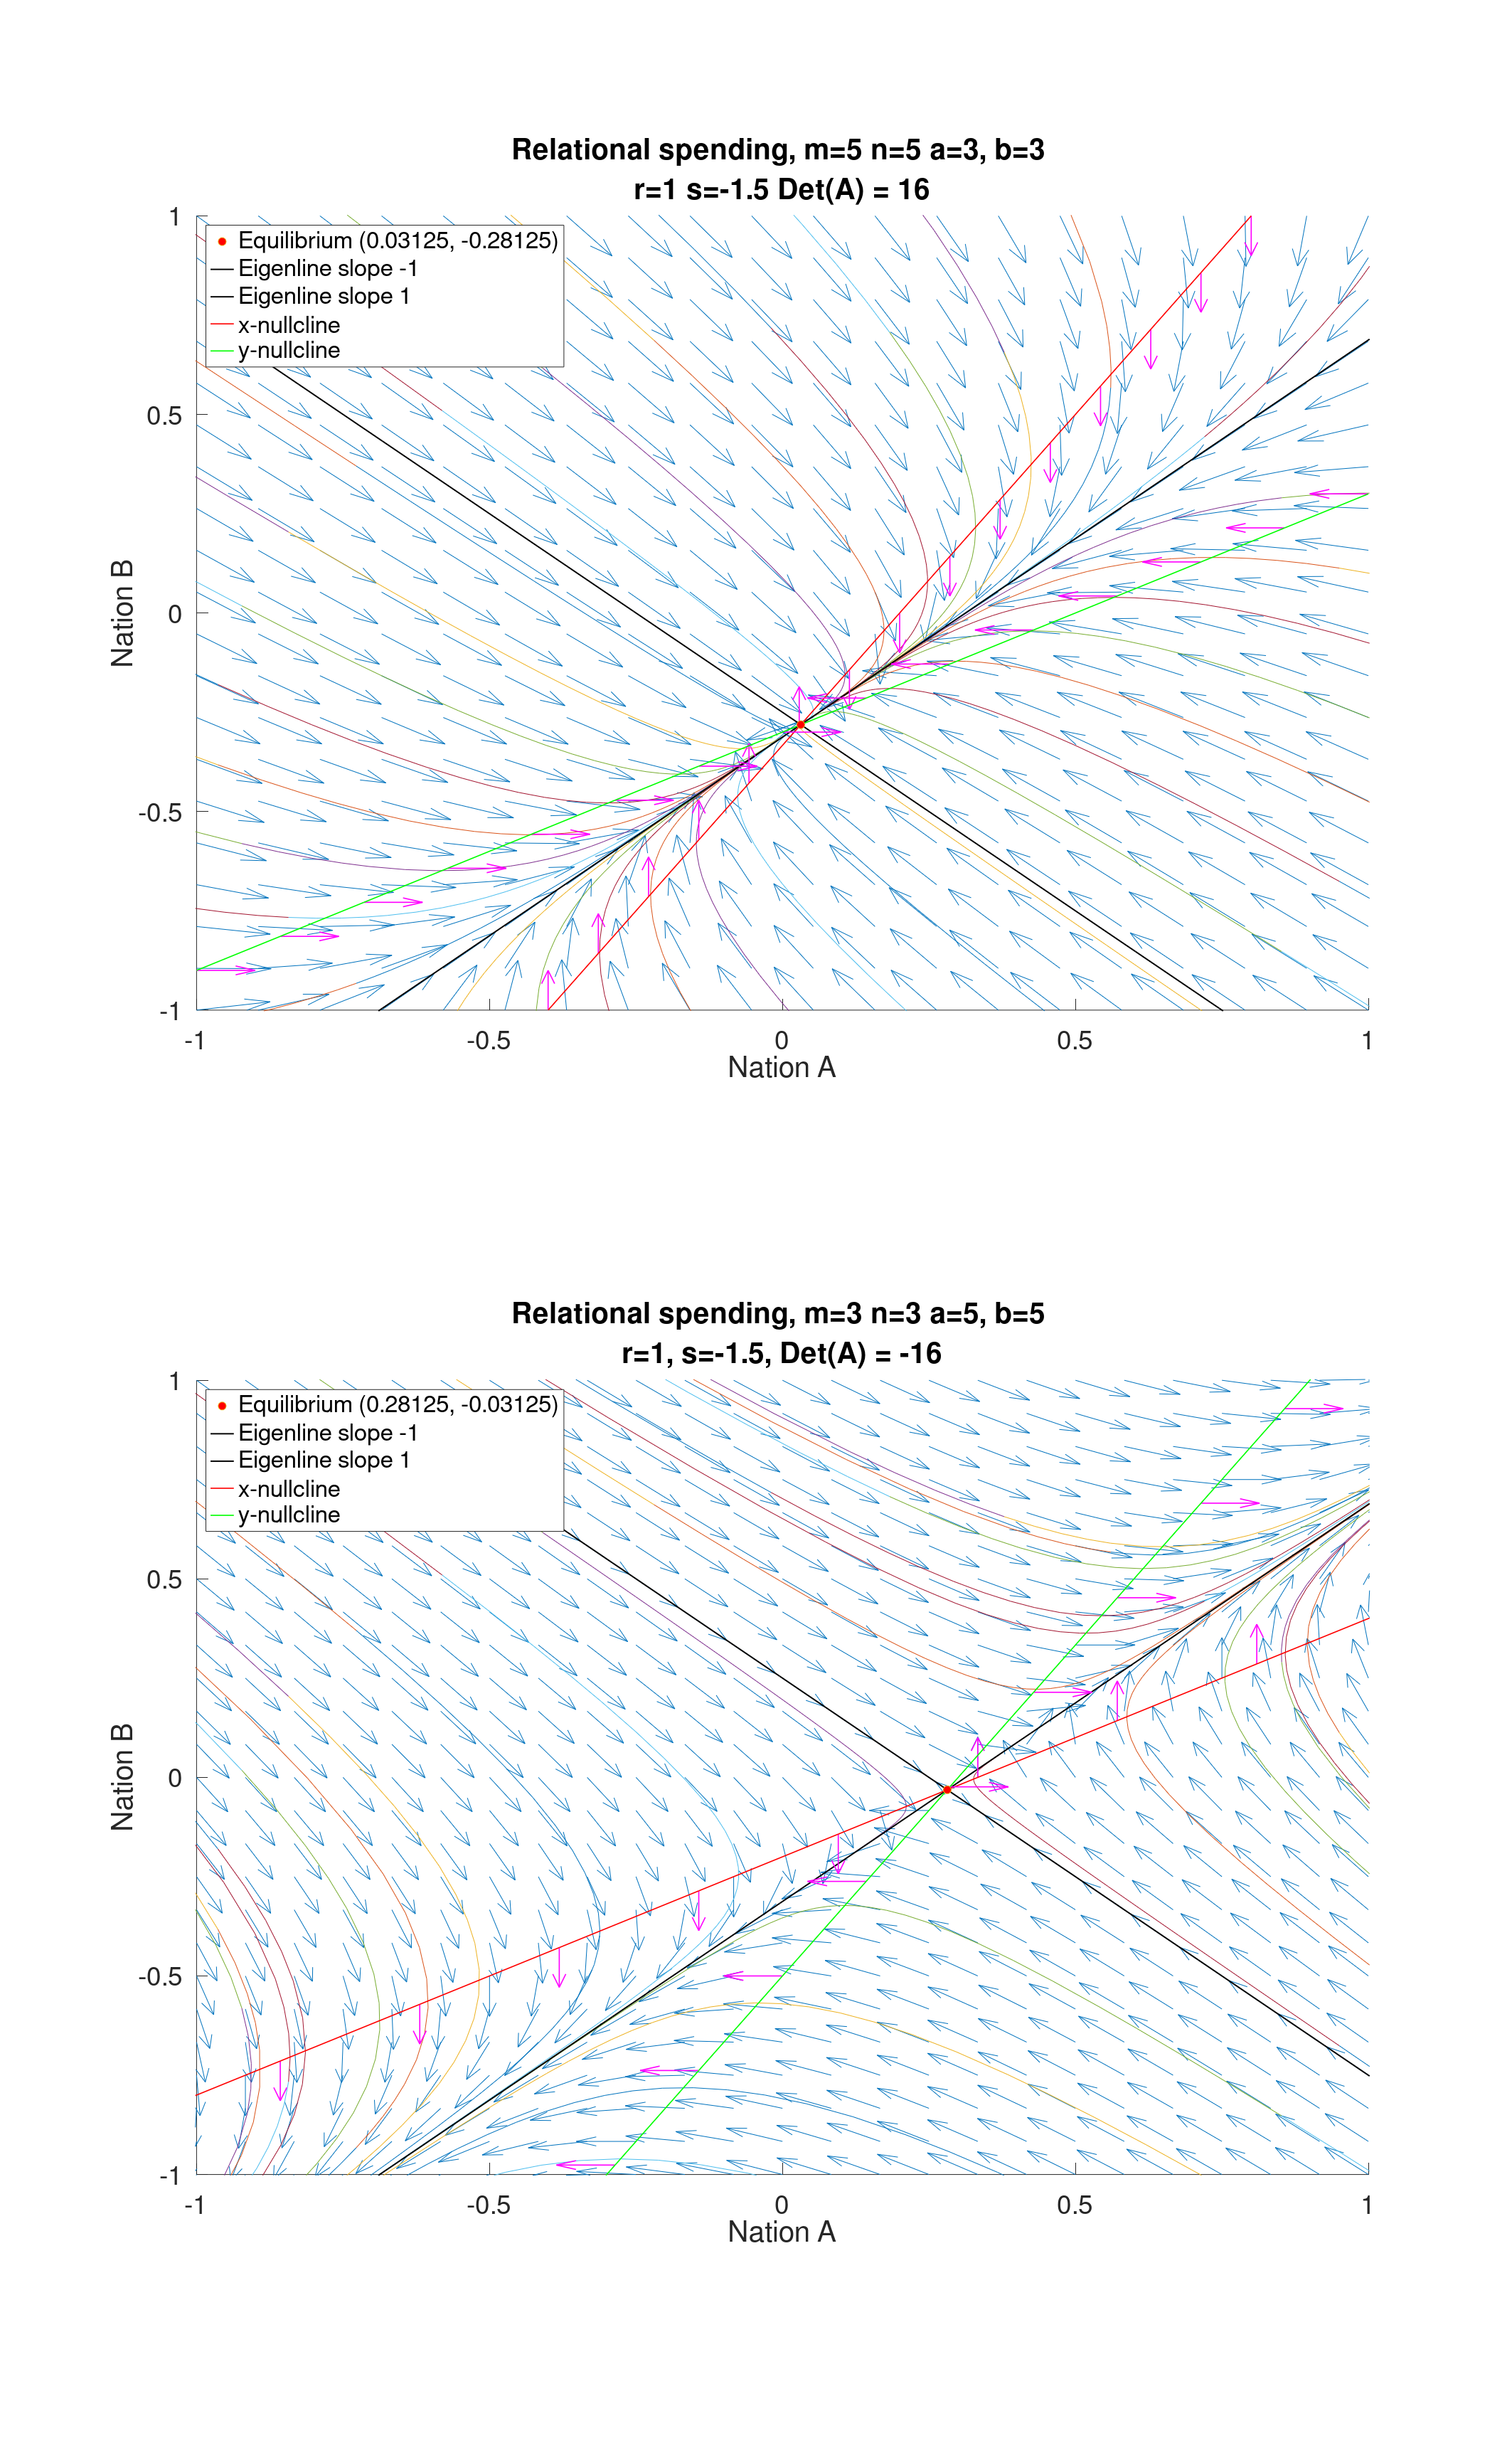 Relational spending, m=5 n=5 a=3, b=3
r=1 s=-1.5 Det(A) = 16
1
Equilibrium (0.03125, -0.28125)
Eigenline slope -1
Eigenline slope 1
x-nullcline
y-nullcline
0.5
Nation B
0
-0.5
-1
-1
-0.5
0
0.5
1
Nation A
Relational spending, m=3 n=3 a=5, b=5
r=1, s=-1.5, Det(A) = -16
1
Equilibrium (0.28125, -0.03125)
Eigenline slope -1
Eigenline slope 1
x-nullcline
y-nullcline
0.5
Nation B
0
-0.5
-1
-1
-0.5
0
0.5
1
Nation A